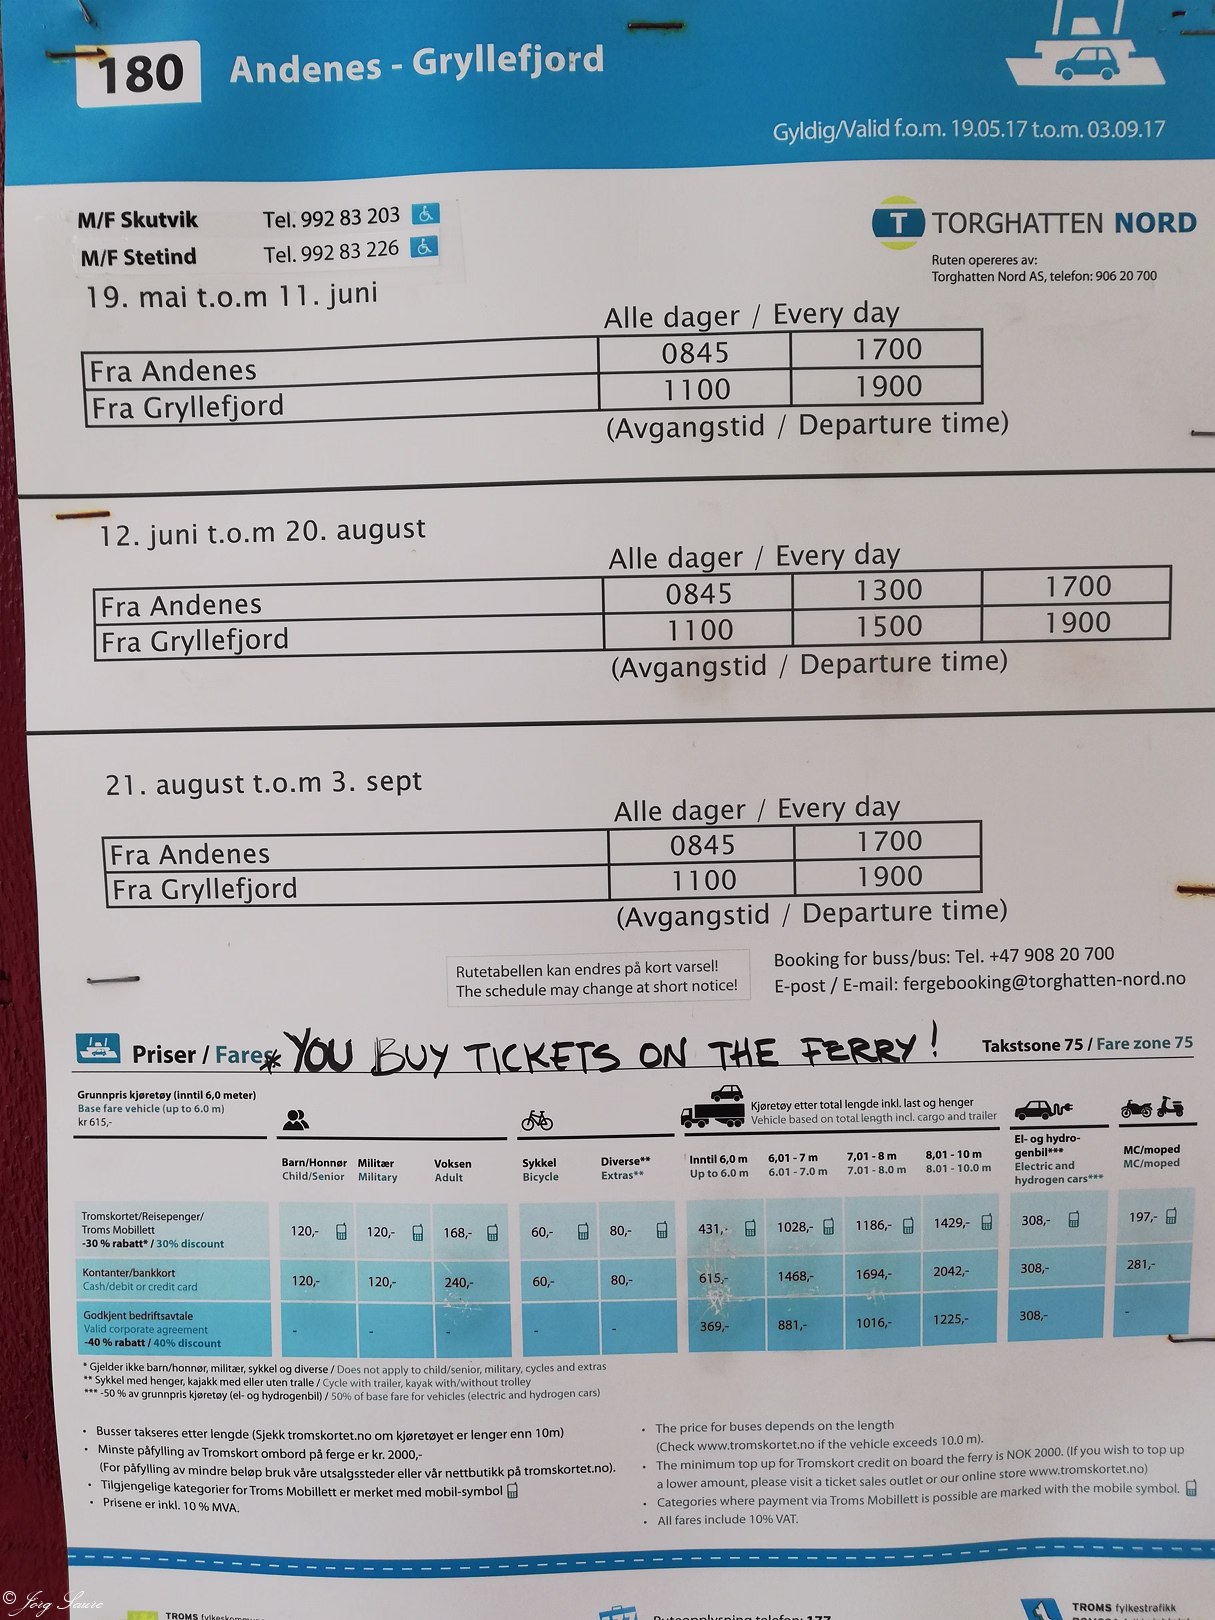 180
Andenes - Gryllefjord
Gyldig/Valid f.o.m. 19.05.17 t.o.m. 03.09.17
M/F Skutvik Tel. 992 83 203
M/F Stetind Tel. 992 83 226
TORGHATTEN NORD
Ruten opereres av:
Torghatten Nord AS, telefon: 906 20 700
19. mai t.o.m 11. juni
Alle dager / Every day
Fra Andenes 0845 1700
Fra Gryllefjord 1100 1900
(Avgangstid / Departure time)
12. juni t.o.m 20. august
Alle dager / Every day
Fra Andenes 0845 1300 1700
Fra Gryllefjord 1100 1500 1900
(Avgangstid / Departure time)
21. august t.o.m 3. sept
Alle dager / Every day
Fra Andenes 0845 1700
Fra Gryllefjord 1100 1900
(Avgangstid / Departure time)
Rutetabellen kan endres på kort varsel!
The schedule may change at short notice!
Booking for buss/bus: Tel. +47 908 20 700
E-post / E-mail: fergebooking@torghatten-nord.no
Priser / Fares * YOU BUY TICKETS ON THE FERRY! Takstsone 75 / Fare zone 75
Grunnpris kjøretøy (inntil 6,0 meter)
Base fare vehicle (up to 6.0 m)
kr 615,-
Kjøretøy etter total lengde inkl. last og henger
Vehicle based on total length incl. cargo and trailer
Barn/Honnør Militær Voksen Sykkel Diverse** Inntil 6,0 m 6,01 - 7 m 7,01 - 8 m 8,01 - 10 m El- og hydro-genbil*** MC/moped
Child/Senior Military Adult Bicycle Extras** Up to 6.0 m 6.01 - 7.0 m 7.01 - 8.0 m 8.01 - 10.0 m Electric and hydrogen cars*** MC/moped
Tromskortet/Reisepenger/
Troms Mobillett
-30 % rabatt* / 30% discount
120,- 120,- 168,- 60,- 80,- 431,- 1028,- 1186,- 1429,- 308,- 197,-
Kontanter/bankkort
Cash/debit or credit card
120,- 120,- 240,- 60,- 80,- 615,- 1468,- 1694,- 2042,- 308,- 281,-
Godkjent bedriftsavtale
Valid corporate agreement
-40 % rabatt / 40% discount
- - - - - 369,- 881,- 1016,- 1225,- 308,- -
* Gjelder ikke barn/honnør, militær, sykkel og diverse / Does not apply to child/senior, military, cycles and extras
** Sykkel med henger, kajakk med eller uten tralle / Cycle with trailer, kayak with/without trolley
*** -50 % av grunnpris kjøretøy (el- og hydrogenbil) / 50% of base fare for vehicles (electric and hydrogen cars)
• Busser takseres etter lengde (Sjekk tromskortet.no om kjøretøyet er lenger enn 10m)
• Minste påfylling av Tromskort ombord på ferge er kr. 2000,-
(For påfylling av mindre beløp bruk våre utsalgssteder eller vår nettbutikk på tromskortet.no).
• Tilgjengelige kategorier for Troms Mobillett er merket med mobil-symbol
• Prisene er inkl. 10 % MVA.
• The price for buses depends on the length
(Check www.tromskortet.no if the vehicle exceeds 10.0 m).
• The minimum top up for Tromskort credit on board the ferry is NOK 2000. (If you wish to top up
a lower amount, please visit a ticket sales outlet or our online store www.tromskortet.no)
• Categories where payment via Troms Mobillett is possible are marked with the mobile symbol.
• All fares include 10% VAT.
TROMS
177
TROMS fylkestrafikk
© Jörg Saure